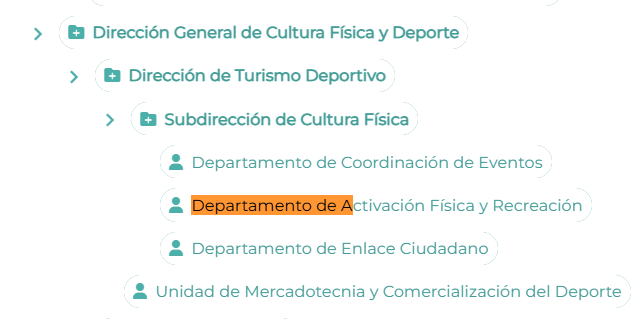 Dirección General de Cultura Física y Deporte
Dirección de Turismo Deportivo
Subdirección de Cultura Física
Departamento de Coordinación de Eventos
Departamento de Activación Física y Recreación
Departamento de Enlace Ciudadano
Unidad de Mercadotecnia y Comercialización del Deporte